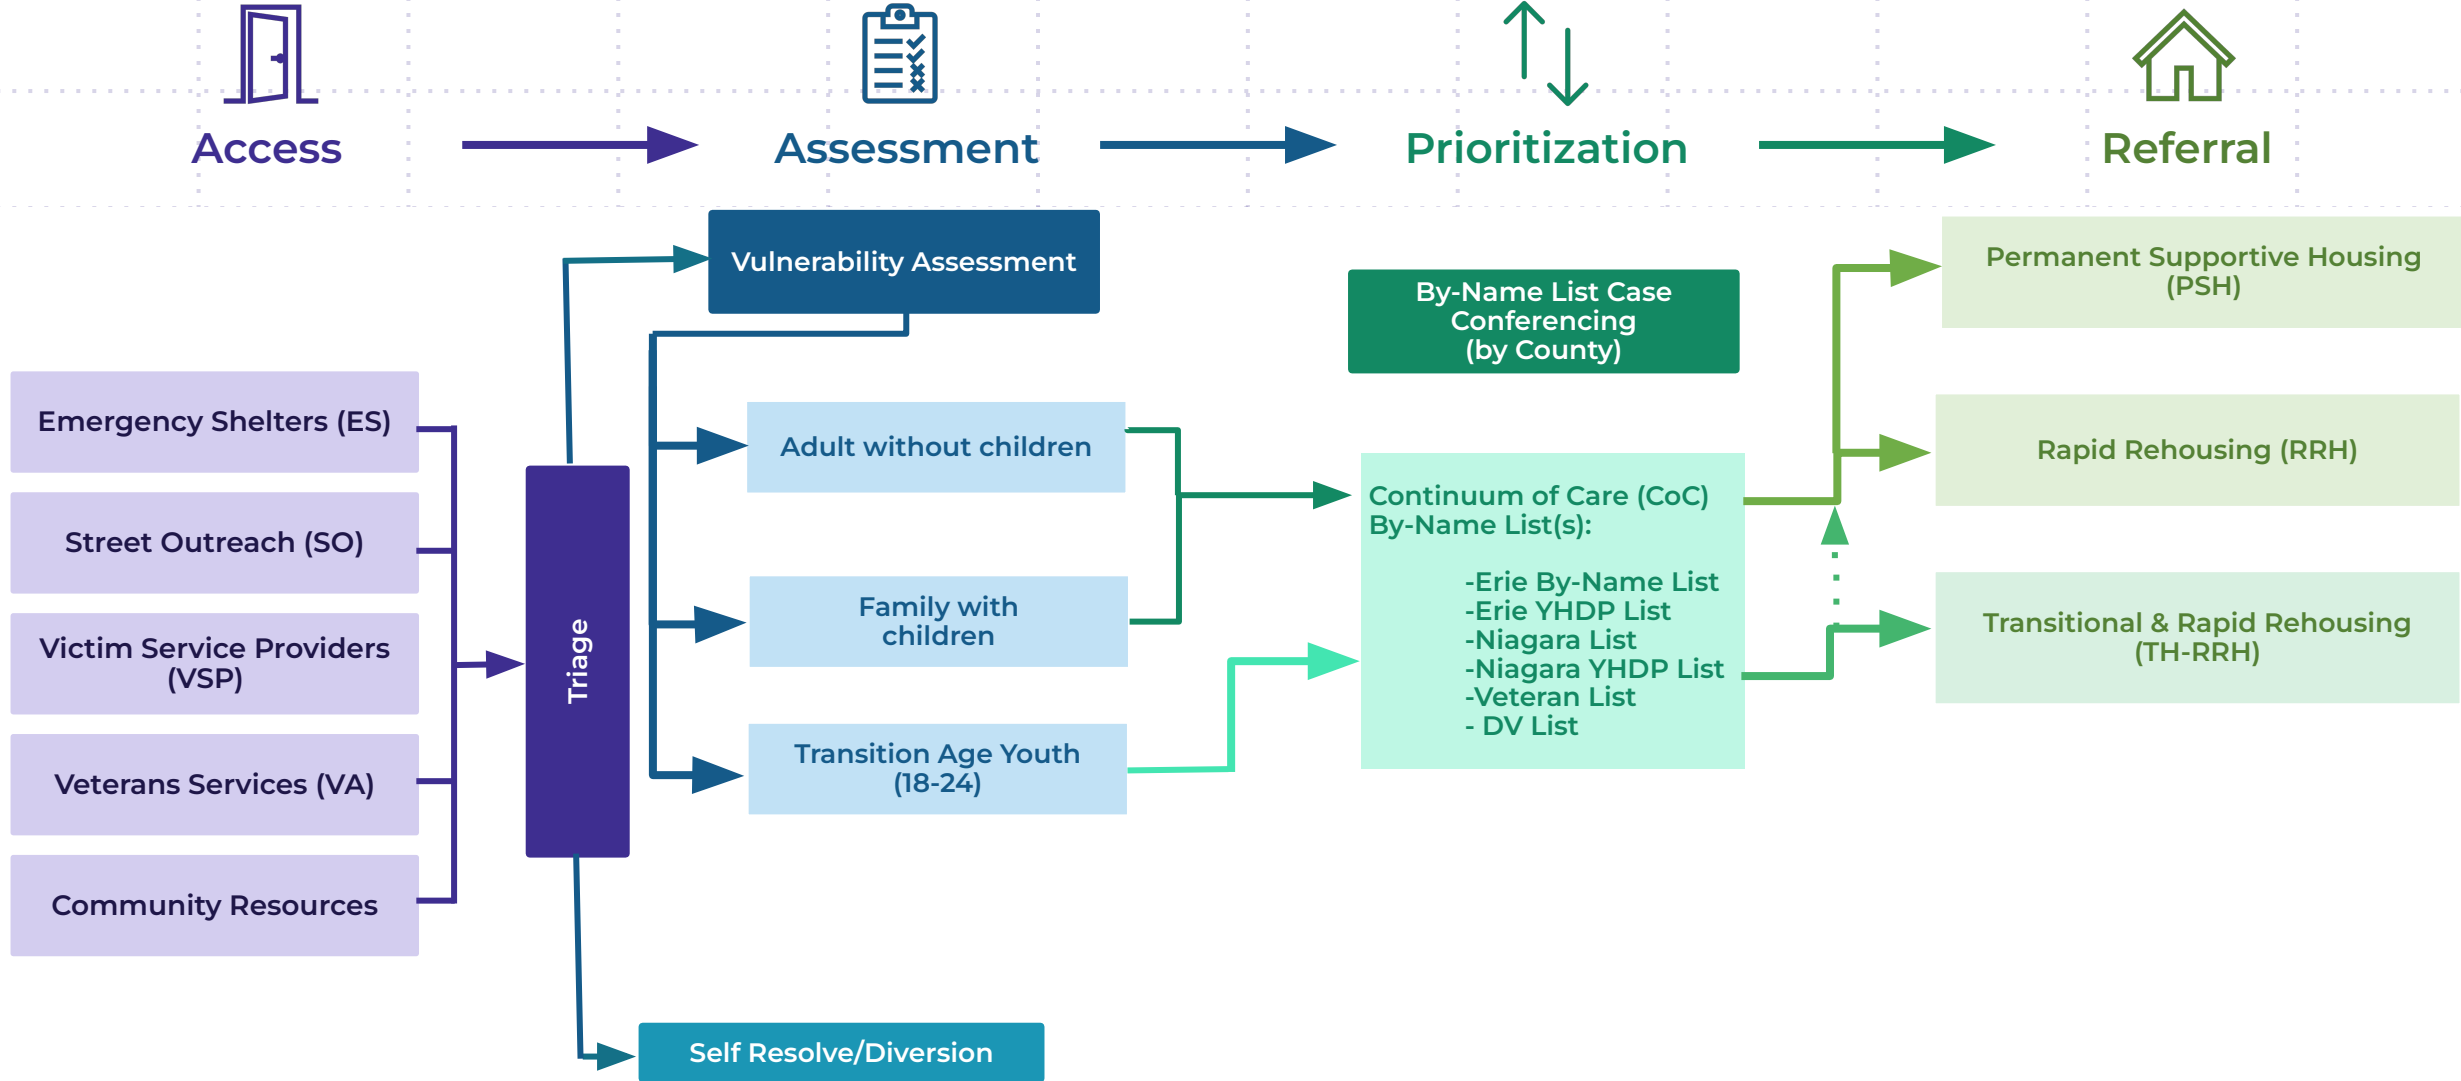 Access
Assessment
Prioritization
Referral
Emergency Shelters (ES)
Street Outreach (SO)
Victim Service Providers
(VSP)
Veterans Services (VA)
Community Resources
Triage
Vulnerability Assessment
Adult without children
Family with
children
Transition Age Youth
(18-24)
Self Resolve/Diversion
By-Name List Case
Conferencing
(by County)
Continuum of Care (CoC)
By-Name List(s):
-Erie By-Name List
-Erie YHDP List
-Niagara List
-Niagara YHDP List
-Veteran List
- DV List
Permanent Supportive Housing
(PSH)
Rapid Rehousing (RRH)
Transitional & Rapid Rehousing
(TH-RRH)